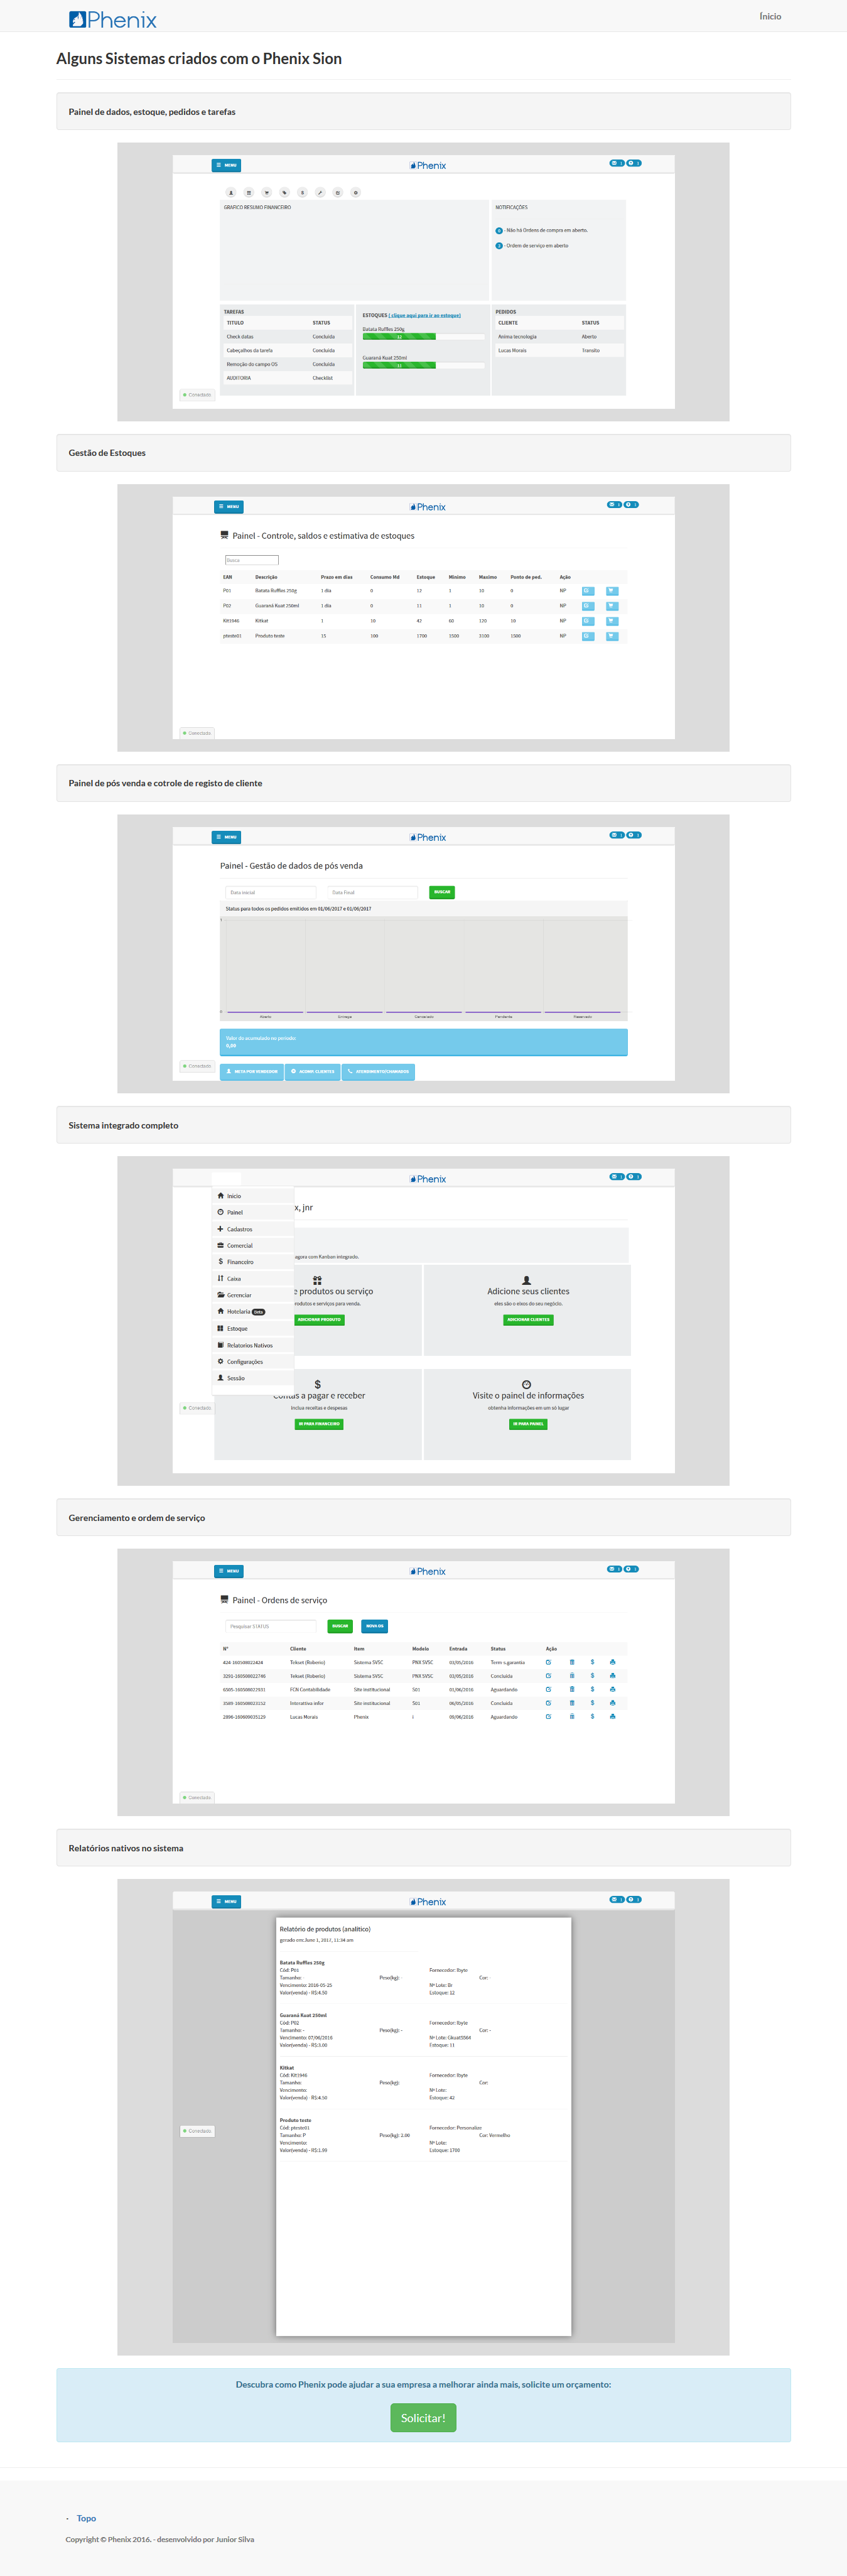 Phenix
Ínicio
Alguns Sistemas criados com o Phenix Sion
Painel de dados, estoque, pedidos e tarefas
MENU
Phenix
GRAFICO RESUMO FINANCEIRO
NOTIFICAÇÕES
- Não há Ordens de compra em aberto.
- Ordem de serviço em aberto
TAREFAS
TITULO STATUS
Check datas Concluída
Cabeçalhos da tarefa Concluída
Remoção do campo OS Concluída
AUDITORIA Checklist
ESTOQUES ( clique aqui para ir ao estoque)
Batata Ruffles 250g
12
Guaraná Kuat 250ml
11
PEDIDOS
CLIENTE STATUS
Anima tecnologia Aberto
Lucas Morais Transito
Conectado
Gestão de Estoques
MENU
Phenix
Painel - Controle, saldos e estimativa de estoques
Busca
EAN Descrição Prazo em dias Consumo Md Estoque Minimo Maximo Ponto de ped. Ação
P01 Batata Ruffles 250g 1 dia 0 12 1 10 0 NP
P02 Guaraná Kuat 250ml 1 dia 0 11 1 10 0 NP
Kit1946 Kitkat 1 10 42 60 120 10 NP
pteste01 Produto teste 15 100 1700 1500 3100 1500 NP
Conectado
Painel de pós venda e cotrole de registo de cliente
MENU
Phenix
Painel - Gestão de dados de pós venda
Data inicial
Data Final
BUSCAR
Status para todos os pedidos emitidos em 01/06/2017 e 01/06/2017
Aberto Entrega Cancelado Pendente Reservado
Valor do acumulado no período:
0,00
META POR VENDEDOR
ACOMP. CLIENTES
ATENDIMENTO/CHAMADOS
Conectado
Sistema integrado completo
Phenix
Inicio
Painel
Cadastros
Comercial
Financeiro
Caixa
Gerenciar
Hotelaria beta
Estoque
Relatorios Nativos
Configurações
Sessão
x, jnr
agora com Kanban integrado.
e produtos ou serviço
produtos e serviços para venda.
ADICIONAR PRODUTO
Adicione seus clientes
eles são o eixos do seu negócio.
ADICIONAR CLIENTES
Contas a pagar e receber
inclua receitas e despesas
IR PARA FINANCEIRO
Visite o painel de informações
obtenha informações em um só lugar
IR PARA PAINEL
Conectado
Gerenciamento e ordem de serviço
MENU
Phenix
Painel - Ordens de serviço
Pesquisar STATUS
BUSCAR
NOVA OS
Nº Cliente Item Modelo Entrada Status Ação
424-160508022424 Teknet (Roberio) Sistema SVSC PNX SVSC 03/05/2016 Term s.garantia
3201-160508022746 Teknet (Roberio) Sistema SVSC PNX SVSC 03/05/2016 Concluída
6505-160508022931 FCN Contabilidade Site institucional S01 01/06/2016 Aguardando
3589-160508023132 Interativa infor Site institucional S01 06/05/2016 Concluída
2896-160609035129 Lucas Morais Phenix 1 09/06/2016 Aguardando
Conectado
Relatórios nativos no sistema
MENU
Phenix
Relatório de produtos (analítico)
gerado em: June 1, 2017, 11:34 am
Batata Ruffles 250g
Cód: P01 Fornecedor: Ibyte
Tamanho: - Peso(kg): - Cor: -
Vencimento: 2016-05-25 Nº Lote: Bt
Valor(venda) - R$:4.50 Estoque: 12
Guaraná Kuat 250ml
Cód: P02 Fornecedor: Ibyte
Tamanho: - Peso(kg): - Cor: -
Vencimento: 07/06/2016 Nº Lote: Gkuat5564
Valor(venda) - R$:3.00 Estoque: 11
Kitkat
Cód: Kit1946 Fornecedor: Ibyte
Tamanho: Peso(kg): Cor:
Vencimento: Nº Lote:
Valor(venda) - R$:4.50 Estoque: 42
Produto teste
Cód: pteste01 Fornecedor: Personalize
Tamanho: P Peso(kg): 2.00 Cor: Vermelho
Vencimento: Nº Lote:
Valor(venda) - R$:1.99 Estoque: 1700
Conectado
Descubra como Phenix pode ajudar a sua empresa a melhorar ainda mais, solicite um orçamento:
Solicitar!
- Topo
Copyright © Phenix 2016. - desenvolvido por Junior Silva